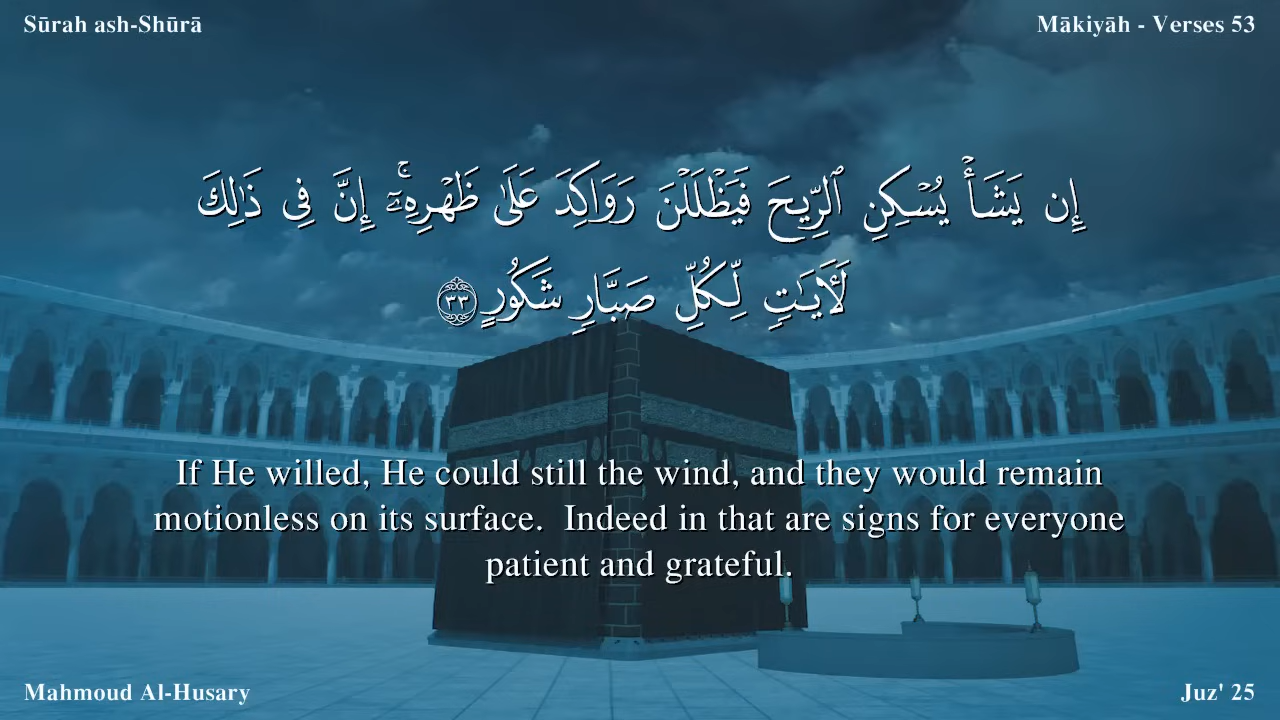 Sūrah ash-Shūrā
Mākiyāh - Verses 53
إِن يَشَأْ يُسْكِنِ ٱلرِّيحَ فَيَظْلَلْنَ رَوَاكِدَ عَلَىٰ ظَهْرِهِۦٓ ۚ إِنَّ فِى ذَٰلِكَ
لَـَٔايَـٰتٍ لِّكُلِّ صَبَّارٍ شَكُورٍ ٣٣
If He willed, He could still the wind, and they would remain
motionless on its surface.  Indeed in that are signs for everyone
patient and grateful.
Mahmoud Al-Husary
Juz' 25